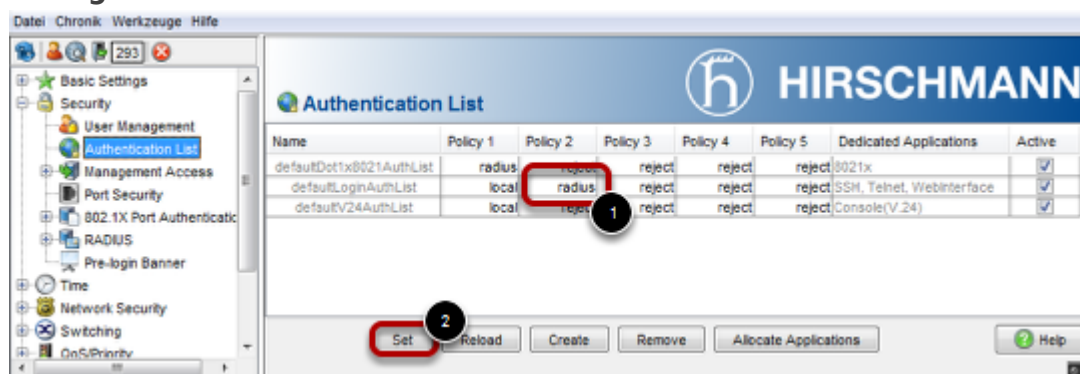 Datei Chronik Werkzeuge Hilfe
293
Basic Settings
Security
User Management
Authentication List
Management Access
Port Security
802.1X Port Authenticatic
RADIUS
Pre-login Banner
Time
Network Security
Switching
QoS/Priority
Authentication List
HIRSCHMANN
Name Policy 1 Policy 2 Policy 3 Policy 4 Policy 5 Dedicated Applications Active
defaultDot1x8021AuthList radius reject reject reject reject 8021x
defaultLoginAuthList local radius reject reject reject SSH, Telnet, WebInterface
defaultV24AuthList local reject reject reject reject Console(V.24)
1
2
Set Reload Create Remove Allocate Applications Help